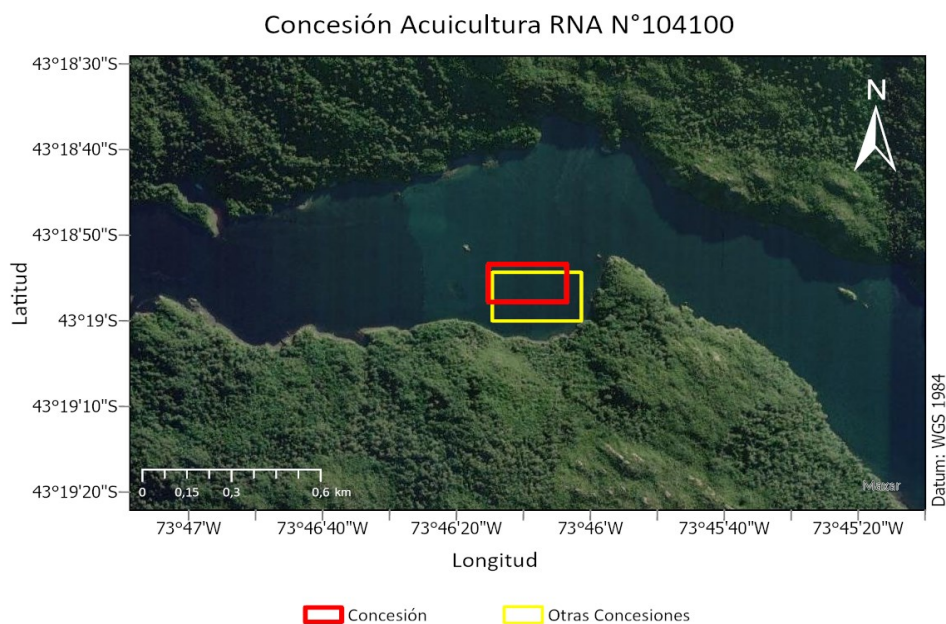 Concesión Acuicultura RNA N°104100
43°18'30"S
43°18'40"S
43°18'50"S
43°19'S
43°19'10"S
43°19'20"S
Latitud
N
0 0,15 0,3 0,6 km
Maxar
Datum: WGS 1984
73°47'W 73°46'40"W 73°46'20"W 73°46'W 73°45'40"W 73°45'20"W
Longitud
Concesión Otras Concesiones